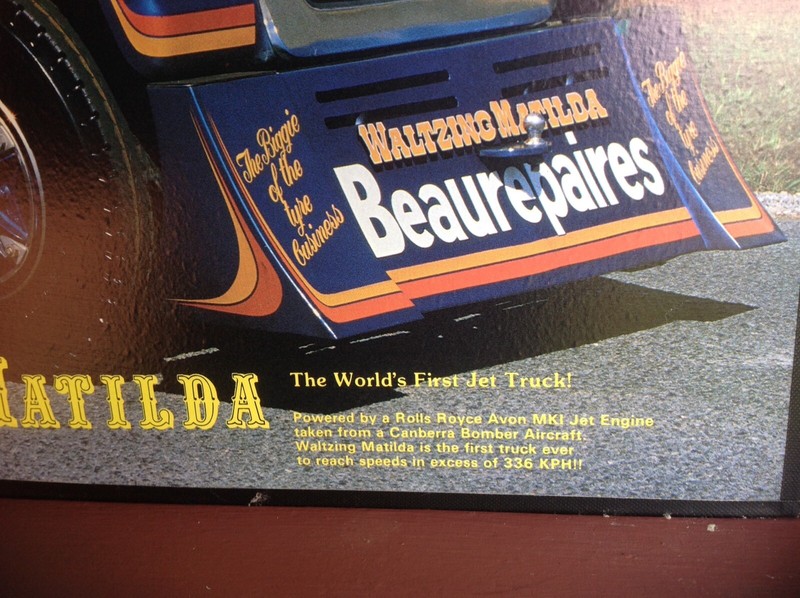 The Biggie
of the
tyre
business
WALTZING MATILDA
Beaurepaires
The Biggie
of the
tyre
business
MATILDA
The World's First Jet Truck!
Powered by a Rolls Royce Avon MKI Jet Engine
taken from a Canberra Bomber Aircraft.
Waltzing Matilda is the first truck ever
to reach speeds in excess of 336 KPH!!